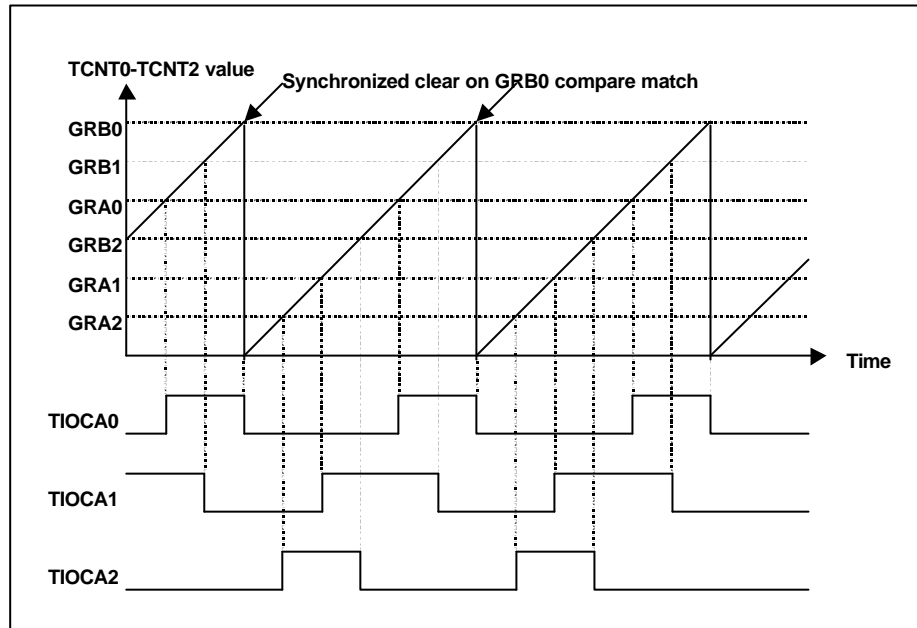 TCNT0-TCNT2 value
Synchronized clear on GRB0 compare match
GRB0
GRB1
GRA0
GRB2
GRA1
GRA2
Time
TIOCA0
TIOCA1
TIOCA2